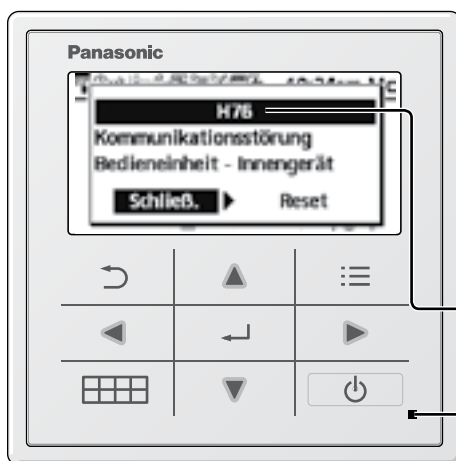 Panasonic
H76
Kommunikationsstörung
Bedieneinheit - Innengerät
Schließ. Reset